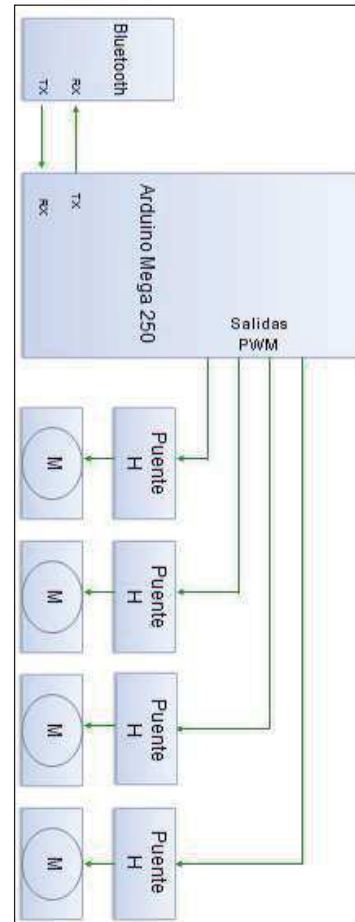 Bluetooth
TX
RX
RX
TX
Arduino Mega 250
Salidas
PWM
Puente
H
M
Puente
H
M
Puente
H
M
Puente
H
M